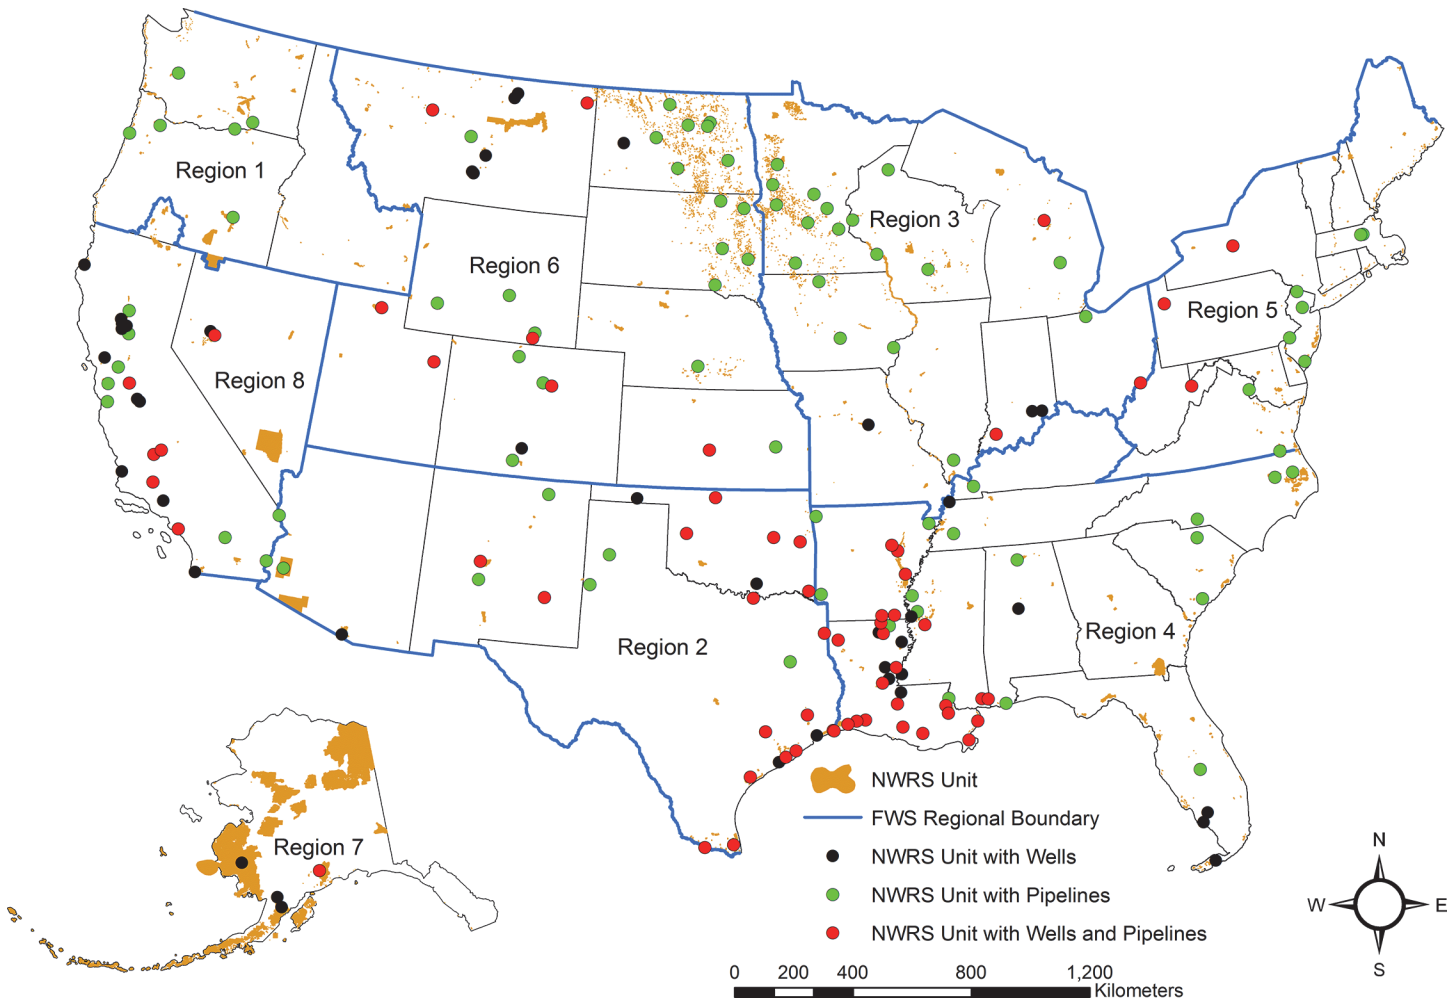 Region 1
Region 3
Region 6
Region 5
Region 8
Region 4
Region 2
Region 7
NWRS Unit
FWS Regional Boundary
NWRS Unit with Wells
NWRS Unit with Pipelines
NWRS Unit with Wells and Pipelines
N
W E
S
0 200 400 800 1,200
Kilometers